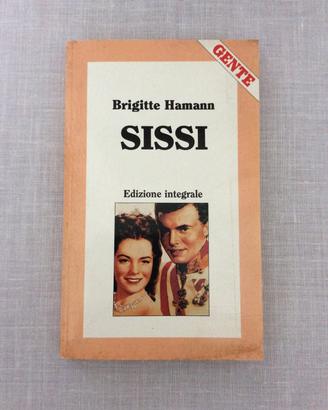 GENTE
Brigitte Hamann
SISSI
Edizione integrale